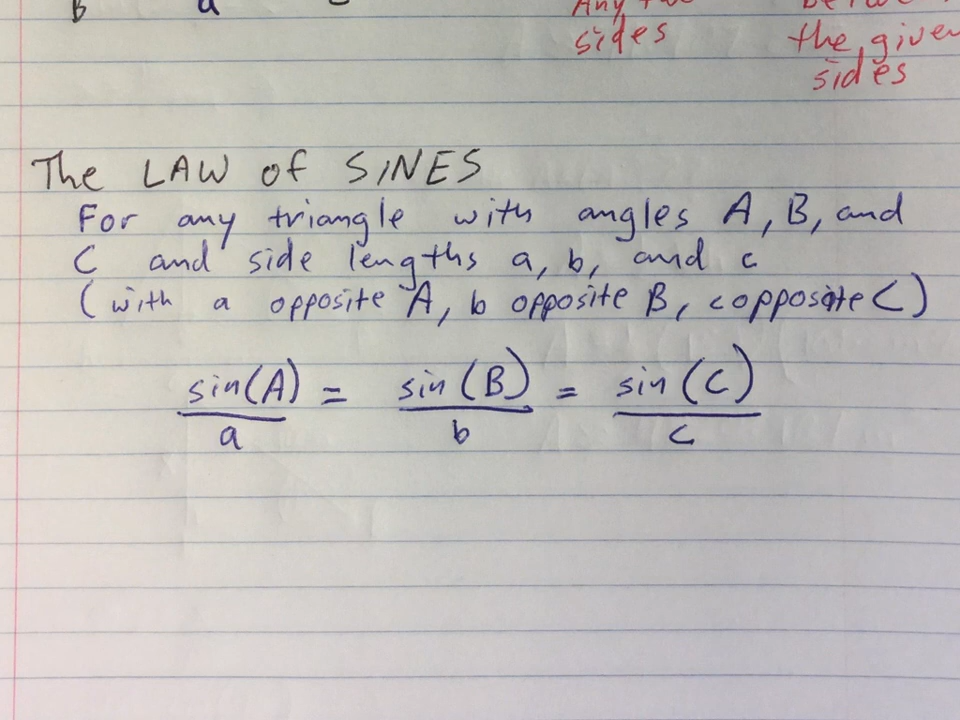 B a
sides the given
sides
The LAW of SINES
For any triangle with angles A, B, and
C and side lengths a, b, and c
(with a opposite A, b opposite B, c opposite C)
sin(A) = sin(B) = sin(C)
a b c